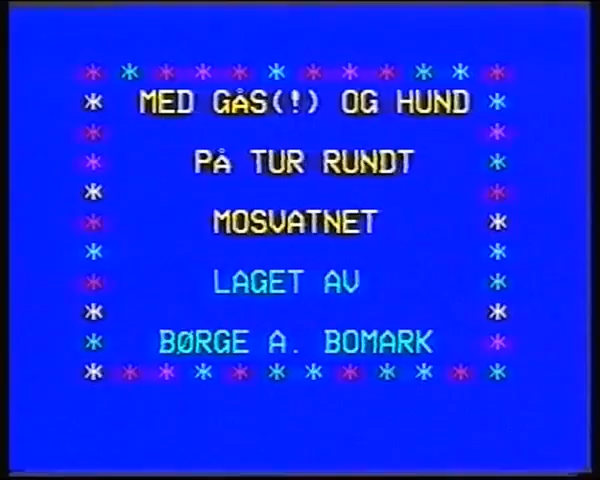 MED GÅS(!) OG HUND
PÅ TUR RUNDT
MOSVATNET
LAGET AV
BØRGE A. BOMARK